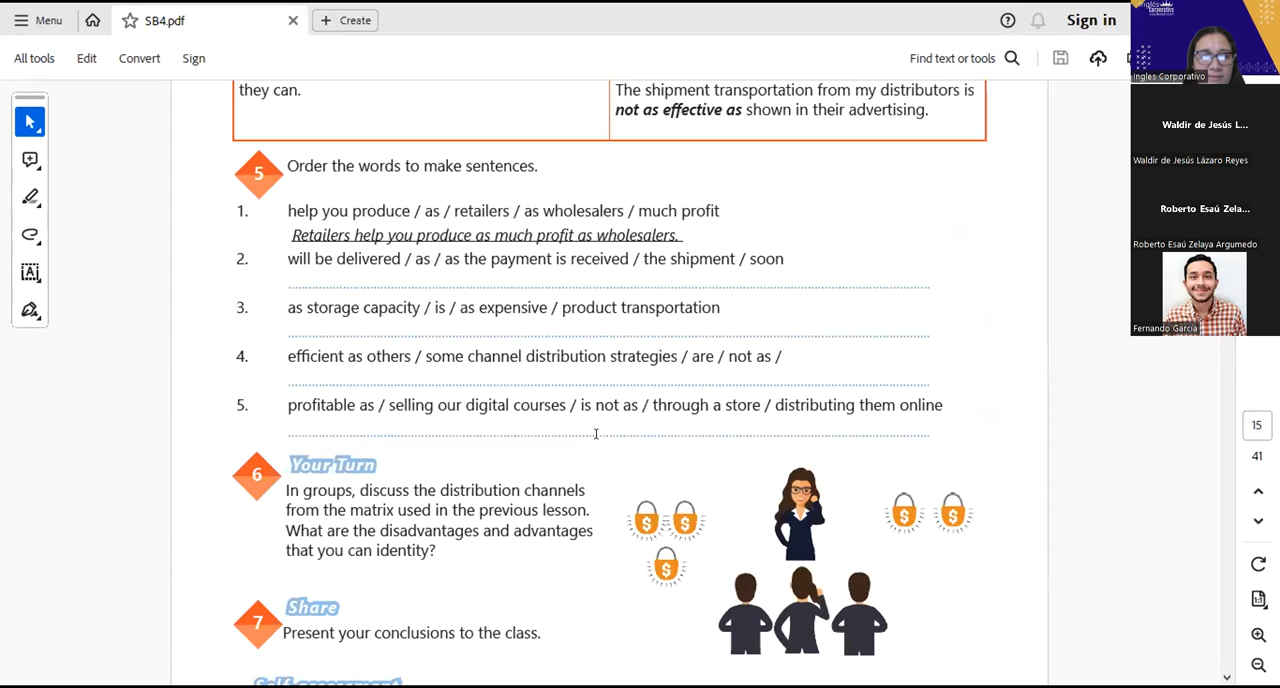 Menu
SB4.pdf
Create
Sign in
All tools
Edit
Convert
Sign
Find text or tools
they can.
The shipment transportation from my distributors is
not as effective as shown in their advertising.
5 Order the words to make sentences.
1. help you produce / as / retailers / as wholesalers / much profit
Retailers help you produce as much profit as wholesalers.
2. will be delivered / as / as the payment is received / the shipment / soon
3. as storage capacity / is / as expensive / product transportation
4. efficient as others / some channel distribution strategies / are / not as /
5. profitable as / selling our digital courses / is not as / through a store / distributing them online
6 Your Turn
In groups, discuss the distribution channels
from the matrix used in the previous lesson.
What are the disadvantages and advantages
that you can identity?
$ $ $ $ $
7 Share
Present your conclusions to the class.
Self-assessment
15
41
Inglés
Corporativo
Ingles Corporativo
Waldir de Jesús L...
Waldir de Jesús Lázaro Reyes
Roberto Esaú Zela...
Roberto Esaú Zelaya Argumedo
Fernando García